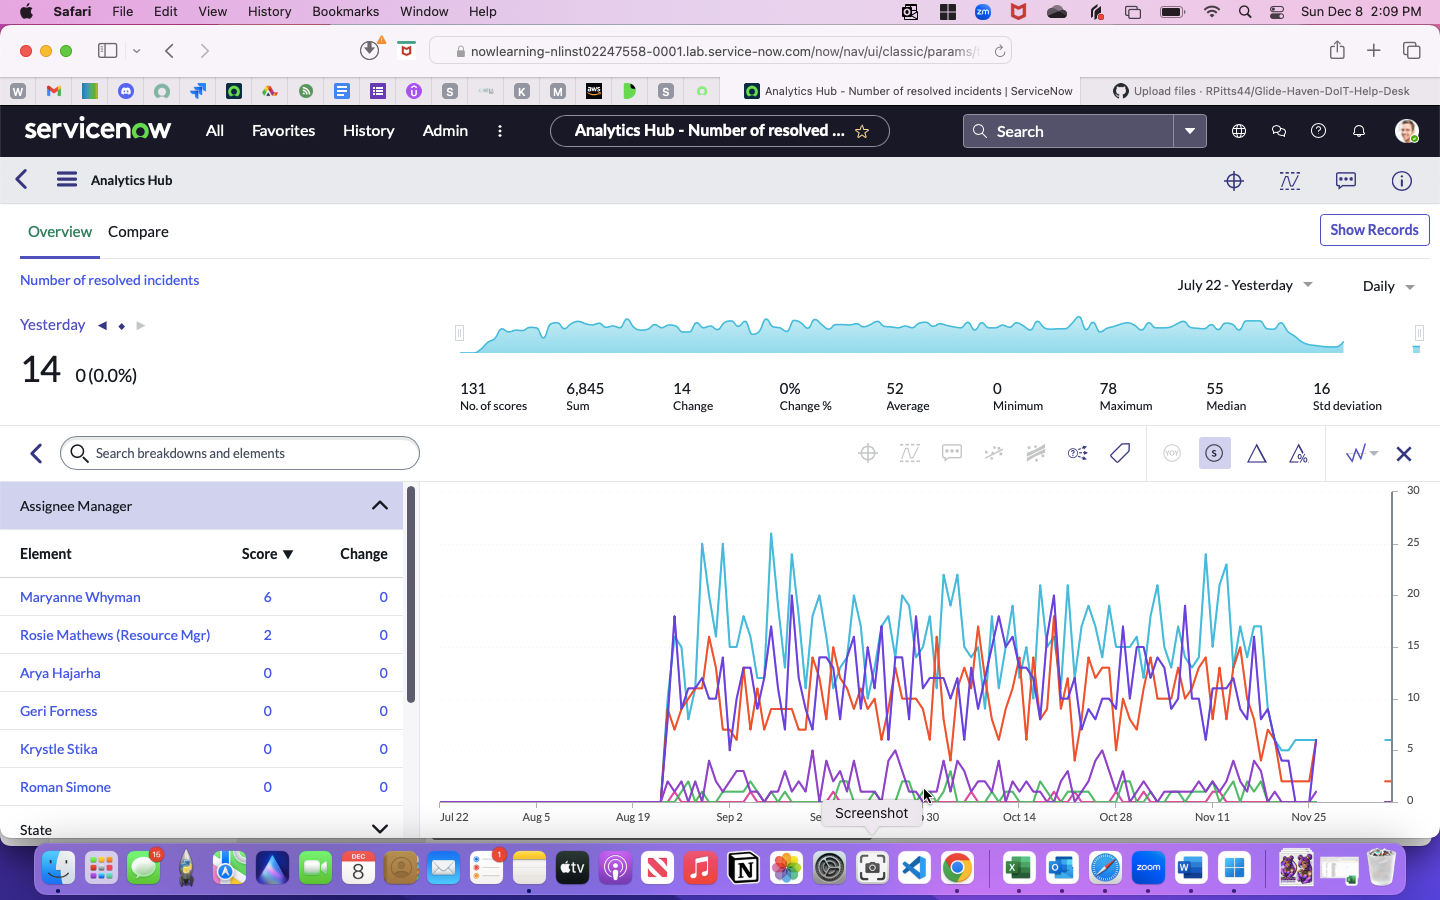 Safari File Edit View History Bookmarks Window Help Sun Dec 8 2:09 PM
nowlearning-nlinst02247558-0001.lab.service-now.com/now/nav/ui/classic/params/
Analytics Hub - Number of resolved incidents | ServiceNow
Upload files · RPitts44/Glide-Haven-DoIT-Help-Desk
servicenow All Favorites History Admin Analytics Hub - Number of resolved ... Search
Analytics Hub
Overview Compare Show Records
Number of resolved incidents July 22 - Yesterday Daily
Yesterday
14 0 (0.0%)
131 6,845 14 0% 52 0 78 55 16
No. of scores Sum Change Change % Average Minimum Maximum Median Std deviation
Search breakdowns and elements YOY S %
Assignee Manager
Element Score ▼ Change
Maryanne Whyman 6 0
Rosie Mathews (Resource Mgr) 2 0
Arya Hajarha 0 0
Geri Forness 0 0
Krystle Stika 0 0
Roman Simone 0 0
State
30
25
20
15
10
5
0
Jul 22 Aug 5 Aug 19 Sep 2 Se 30 Oct 14 Oct 28 Nov 11 Nov 25
Screenshot
15 DEC 8 1 tv zoom